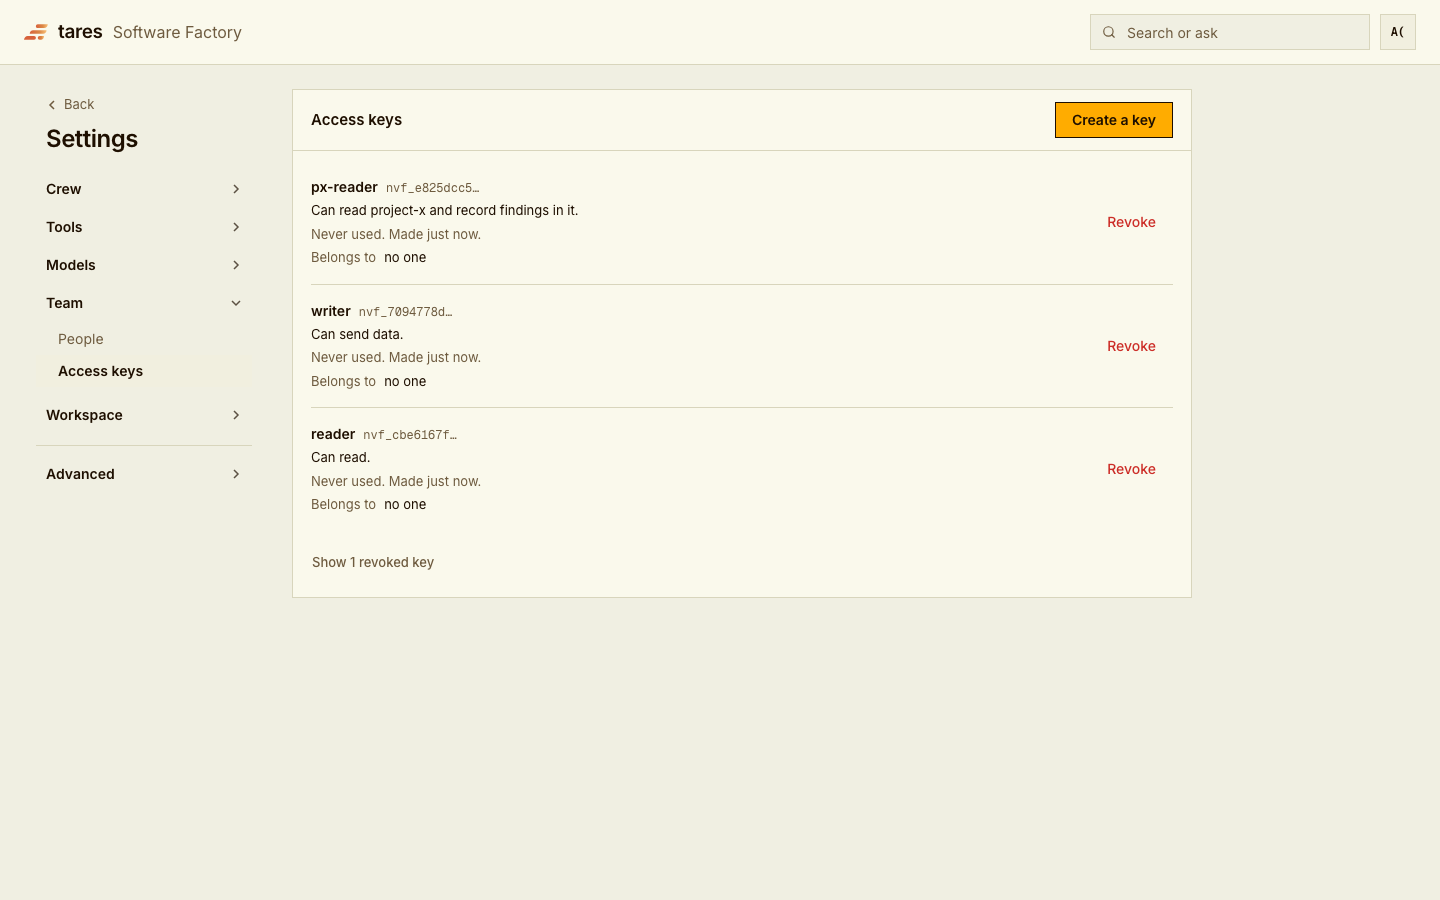 tares Software Factory
Search or ask
A(
Back
Settings
Crew
Tools
Models
Team
People
Access keys
Workspace
Advanced
Access keys
Create a key
px-reader nvf_e825dcc5…
Can read project-x and record findings in it.
Never used. Made just now.
Belongs to no one
Revoke
writer nvf_7094778d…
Can send data.
Never used. Made just now.
Belongs to no one
Revoke
reader nvf_cbe6167f…
Can read.
Never used. Made just now.
Belongs to no one
Revoke
Show 1 revoked key